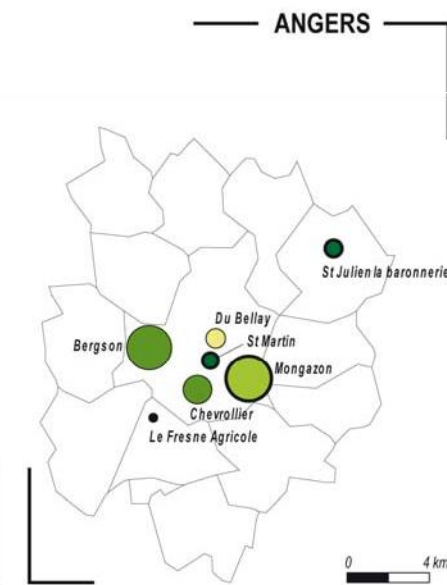 ANGERS
St Julien la baronnerie
Du Bellay
St Martin
Bergson
Mongazon
Chevrollier
Le Fresne Agricole
0 4 km